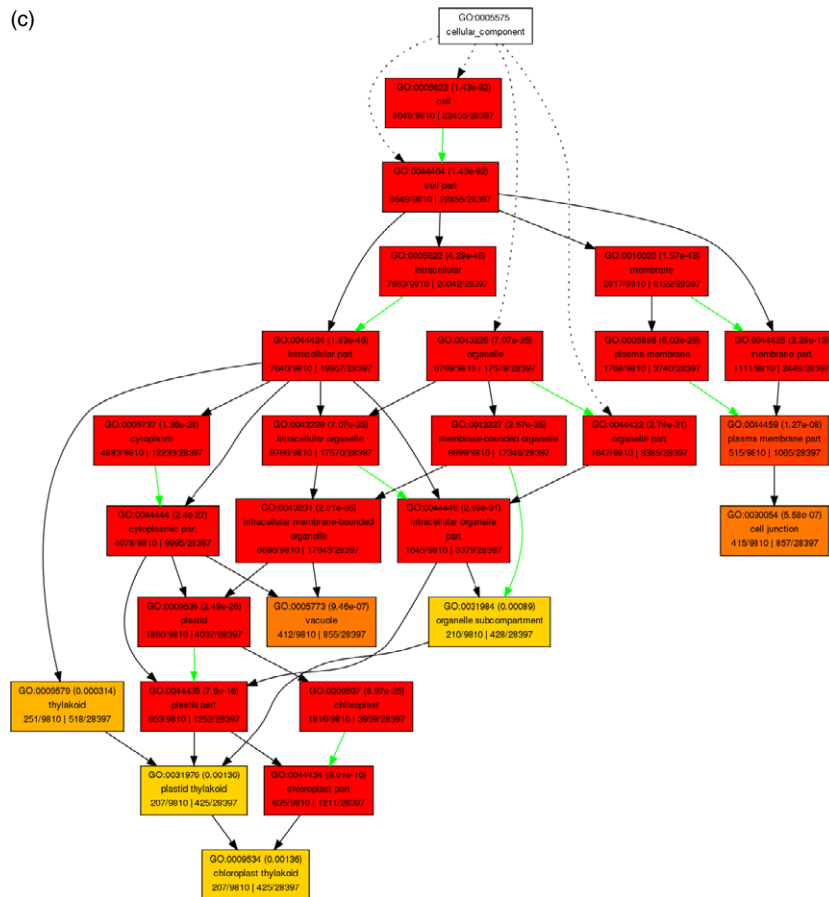 (c)
GO:0005575
cellular_component
GO:0005623 (1.43e-92)
cell
8649/9810 | 22455/28397
GO:0044464 (1.43e-92)
cell part
8649/9810 | 22455/28397
GO:0005622 (4.28e-46)
intracellular
7663/9810 | 20042/28397
GO:0016020 (1.57e-49)
membrane
2817/9810 | 6122/28397
GO:0044424 (1.83e-46)
intracellular part
7640/9810 | 19957/28397
GO:0043226 (7.07e-35)
organelle
6769/9810 | 17578/28397
GO:0005886 (6.02e-29)
plasma membrane
1708/9810 | 3740/28397
GO:0044425 (3.28e-13)
membrane part
1111/9810 | 2448/28397
GO:0005737 (1.36e-28)
cytoplasm
4883/9810 | 12233/28397
GO:0043229 (7.07e-35)
intracellular organelle
6766/9810 | 17570/28397
GO:0043227 (2.57e-35)
membrane-bounded organelle
6699/9810 | 17349/28397
GO:0044422 (2.74e-31)
organelle part
1647/9810 | 3385/28397
GO:0044459 (1.27e-08)
plasma membrane part
515/9810 | 1065/28397
GO:0044444 (2.4e-27)
cytoplasmic part
4078/9810 | 9995/28397
GO:0043231 (2.61e-35)
intracellular membrane-bounded
organelle
6696/9810 | 17343/28397
GO:0044446 (2.69e-31)
intracellular organelle
part
1645/9810 | 3379/28397
GO:0030054 (5.58e-07)
cell junction
415/9810 | 857/28397
GO:0009536 (2.49e-26)
plastid
1860/9810 | 4037/28397
GO:0005773 (9.46e-07)
vacuole
412/9810 | 855/28397
GO:0031984 (0.00089)
organelle subcompartment
210/9810 | 428/28397
GO:0009579 (0.000314)
thylakoid
251/9810 | 518/28397
GO:0044435 (7.6e-16)
plastid part
653/9810 | 1252/28397
GO:0009507 (6.07e-25)
chloroplast
1816/9810 | 3959/28397
GO:0031976 (0.00136)
plastid thylakoid
207/9810 | 425/28397
GO:0044434 (9.01e-16)
chloroplast part
635/9810 | 1211/28397
GO:0009534 (0.00136)
chloroplast thylakoid
207/9810 | 425/28397